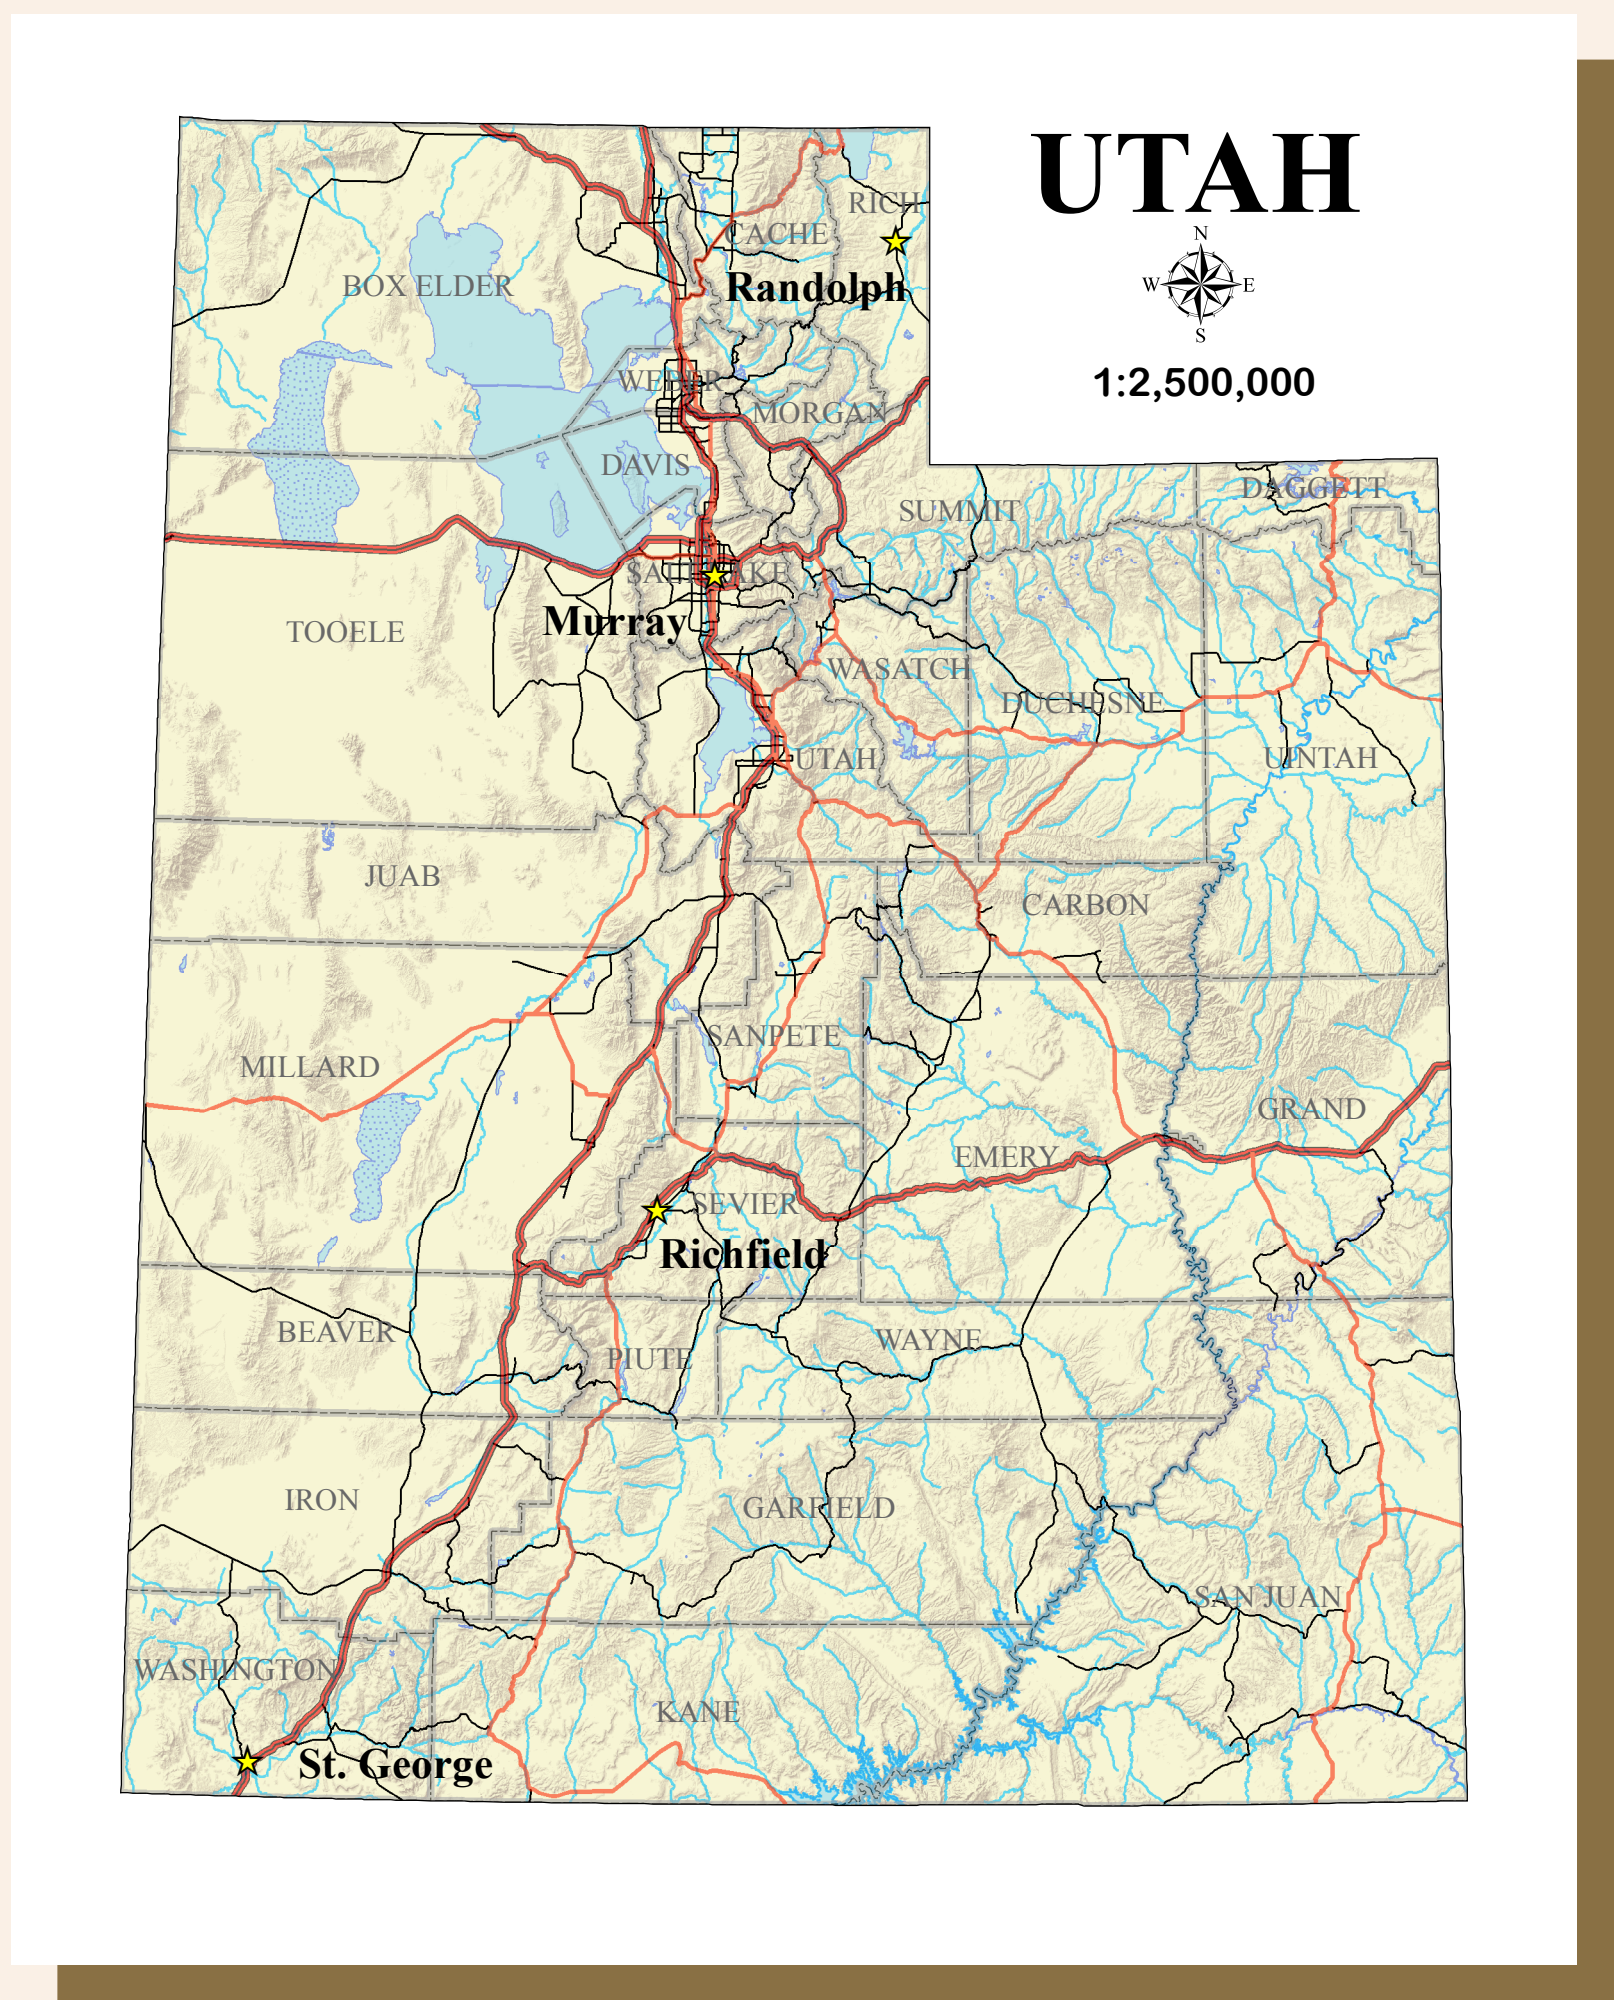 UTAH
N
W E
S
1:2,500,000
RICH
CACHE
Randolph
BOX ELDER
WEBER
MORGAN
DAVIS
DAGGETT
SUMMIT
SALT LAKE
Murray
TOOELE
WASATCH
DUCHESNE
UTAH
UINTAH
JUAB
CARBON
SANPETE
MILLARD
GRAND
EMERY
SEVIER
Richfield
BEAVER
WAYNE
PIUTE
IRON
GARFIELD
SAN JUAN
WASHINGTON
KANE
St. George